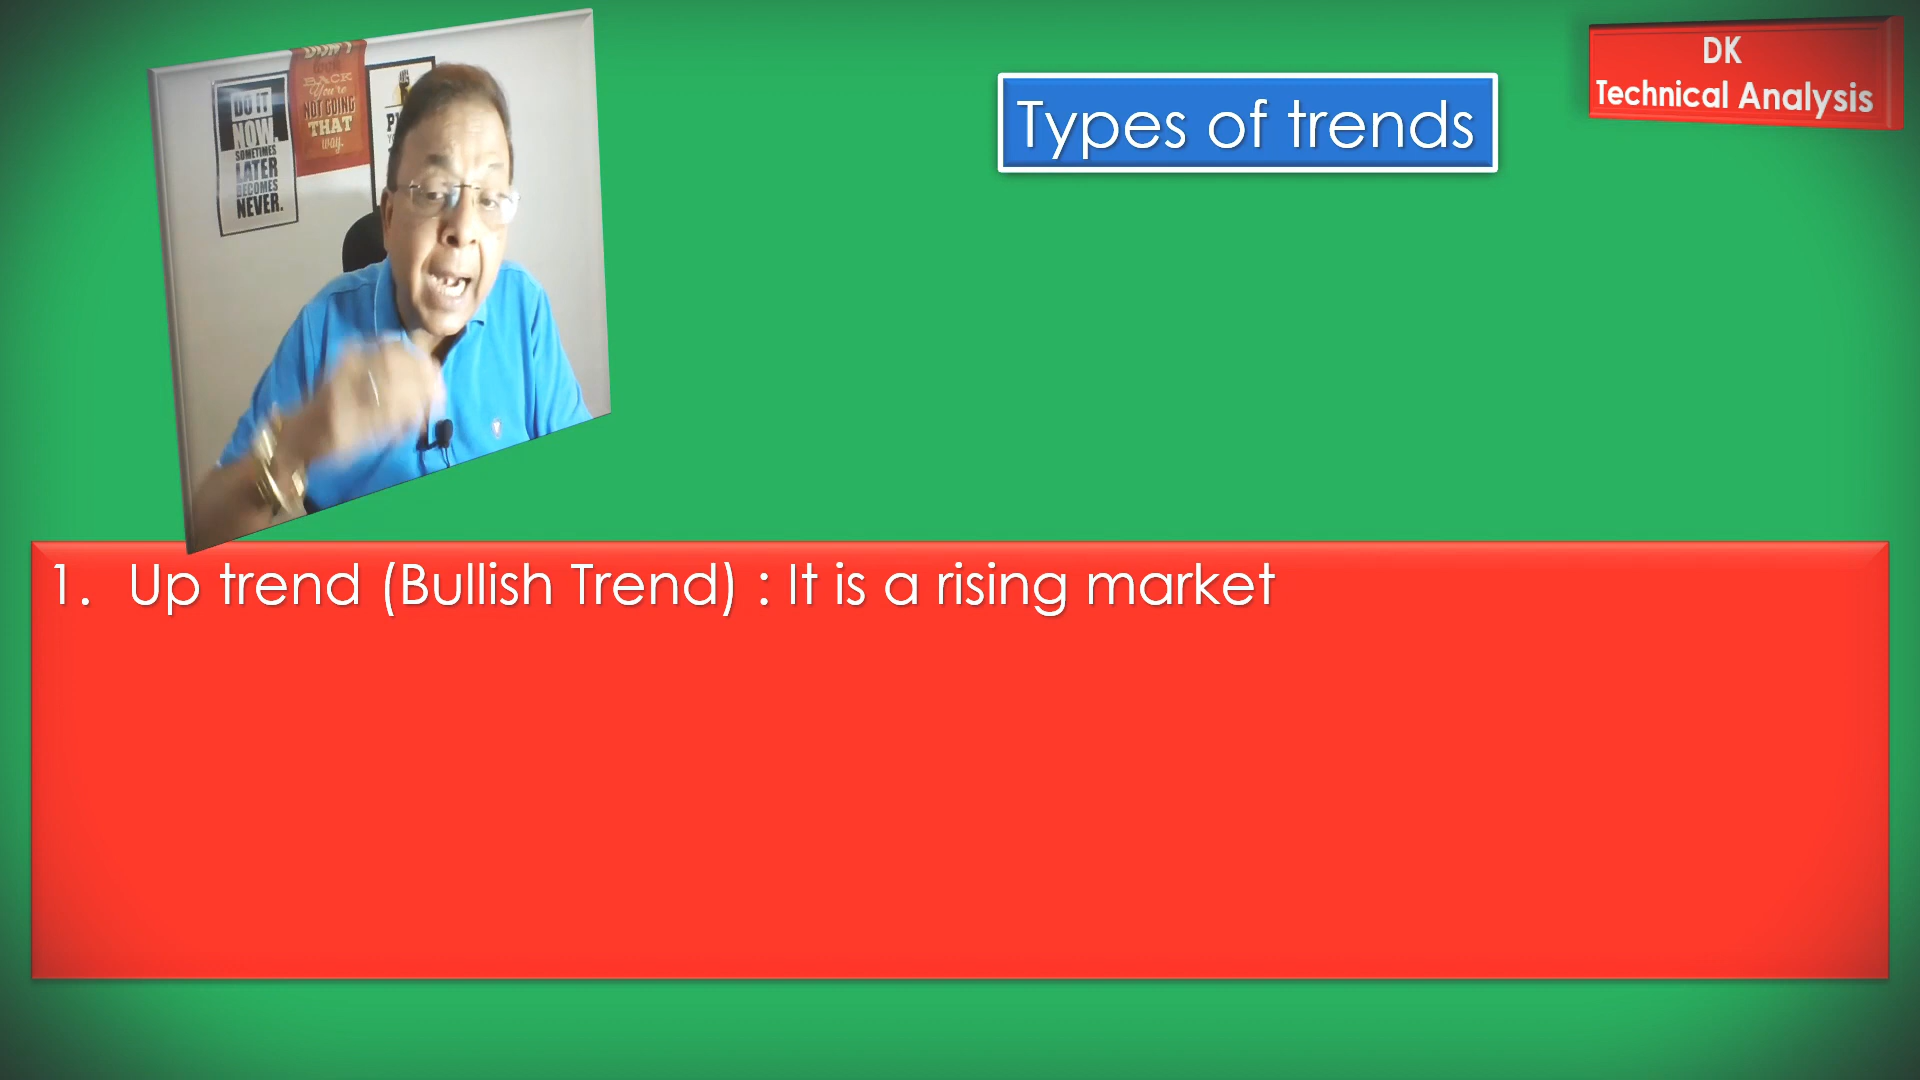 DON'T
BACK
You're
NOT GOING
THAT
way.
DO IT
NOW.
SOMETIMES
LATER
BECOMES
NEVER.
Types of trends
DK
Technical Analysis
1. Up trend (Bullish Trend) : It is a rising market